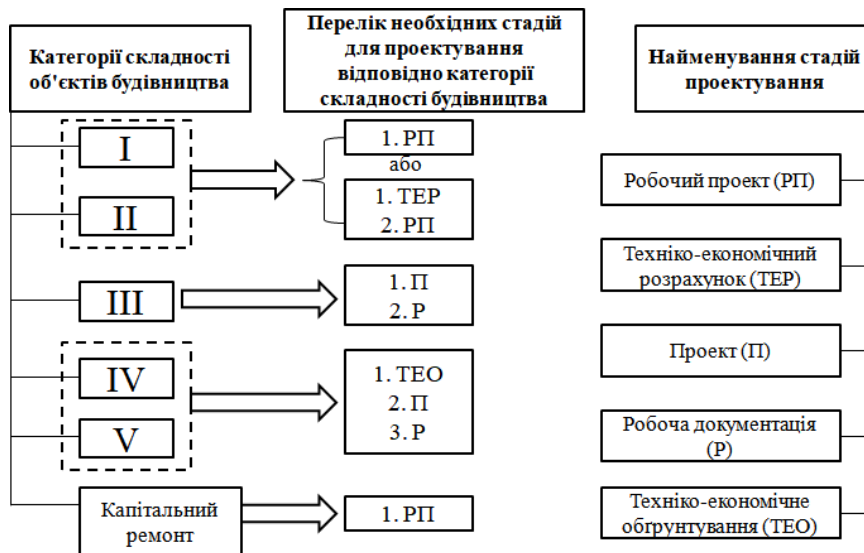 Категорії складності
об'єктів будівництва
I
II
III
IV
V
Капітальний
ремонт
Перелік необхідних стадій
для проектування
відповідно категорії
складності будівництва
1. РП
або
1. ТЕР
2. РП
1. П
2. Р
1. ТЕО
2. П
3. Р
1. РП
Найменування стадій
проектування
Робочий проект (РП)
Техніко-економічний
розрахунок (ТЕР)
Проект (П)
Робоча документація
(Р)
Техніко-економічне
обґрунтування (ТЕО)